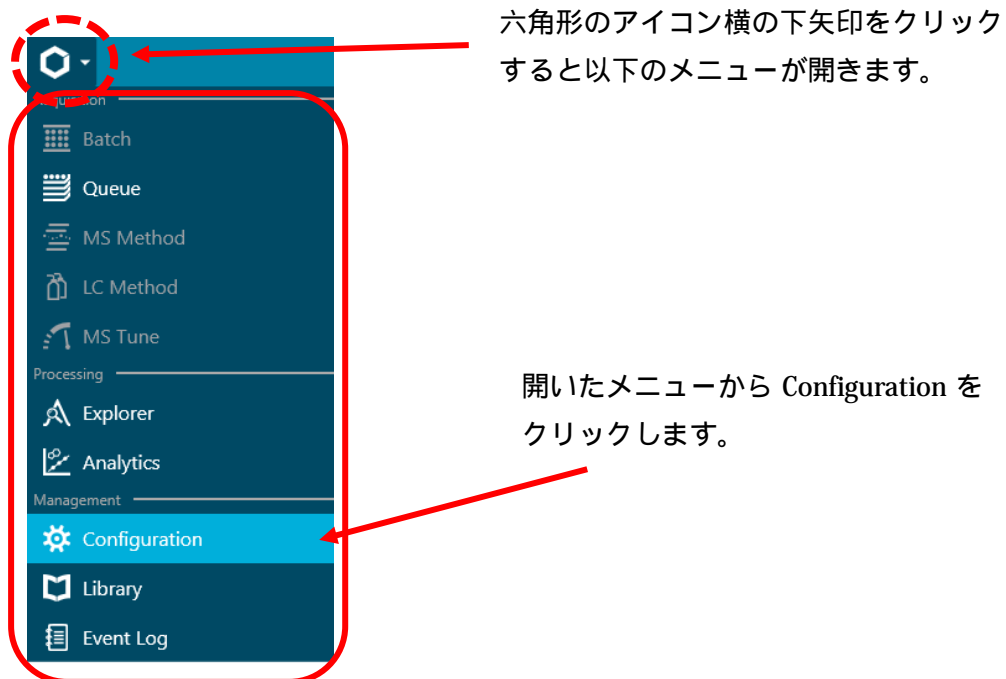 六角形のアイコン横の下矢印をクリック
すると以下のメニューが開きます。
Acquisition
Batch
Queue
MS Method
LC Method
MS Tune
Processing
Explorer
Analytics
開いたメニューから Configuration を
クリックします。
Management
Configuration
Library
Event Log